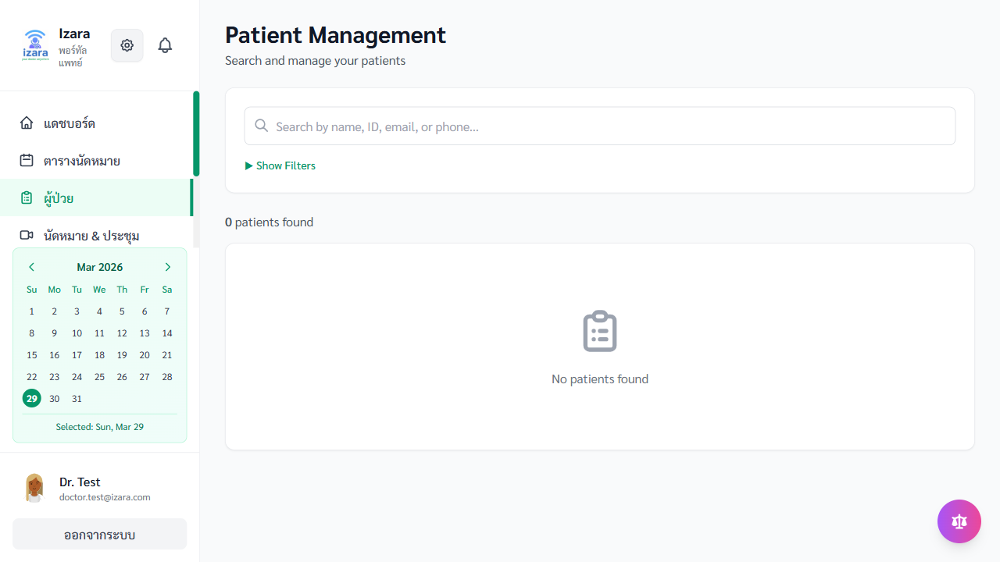 Izara
พอร์ทัล
แพทย์
izara
แดชบอร์ด
ตารางนัดหมาย
ผู้ป่วย
นัดหมาย & ประชุม
Mar 2026
Su Mo Tu We Th Fr Sa
1 2 3 4 5 6 7
8 9 10 11 12 13 14
15 16 17 18 19 20 21
22 23 24 25 26 27 28
29 30 31
Selected: Sun, Mar 29
Dr. Test
doctor.test@izara.com
ออกจากระบบ
Patient Management
Search and manage your patients
Search by name, ID, email, or phone...
▶ Show Filters
0 patients found
No patients found